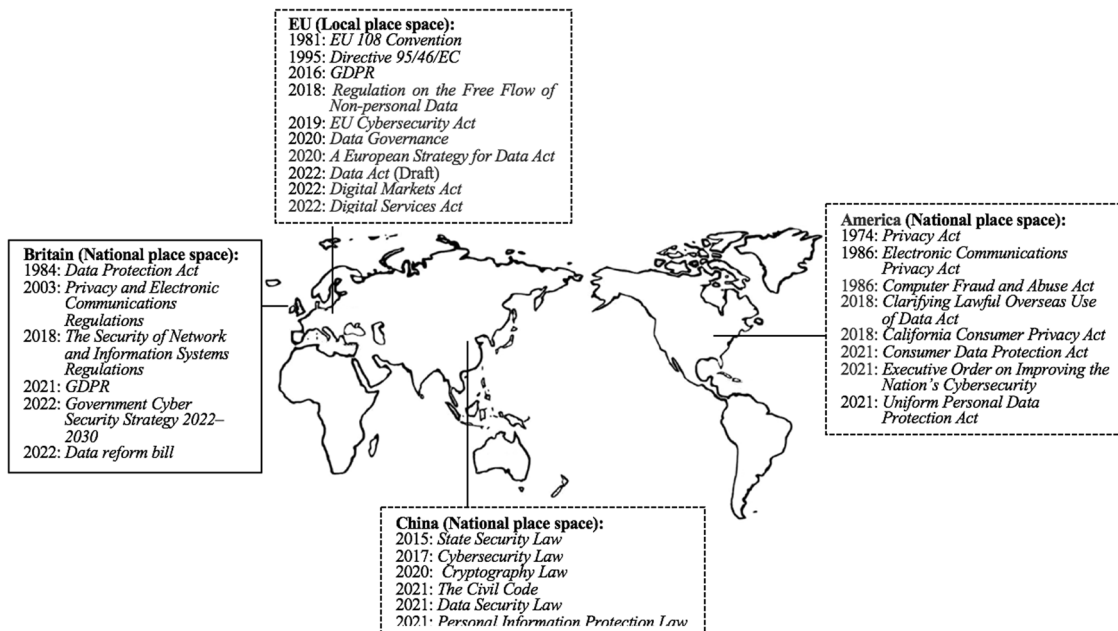 EU (Local place space):
1981: EU 108 Convention
1995: Directive 95/46/EC
2016: GDPR
2018: Regulation on the Free Flow of
Non-personal Data
2019: EU Cybersecurity Act
2020: Data Governance
2020: A European Strategy for Data Act
2022: Data Act (Draft)
2022: Digital Markets Act
2022: Digital Services Act
Britain (National place space):
1984: Data Protection Act
2003: Privacy and Electronic
Communications
Regulations
2018: The Security of Network
and Information Systems
Regulations
2021: GDPR
2022: Government Cyber
Security Strategy 2022–
2030
2022: Data reform bill
America (National place space):
1974: Privacy Act
1986: Electronic Communications
Privacy Act
1986: Computer Fraud and Abuse Act
2018: Clarifying Lawful Overseas Use
of Data Act
2018: California Consumer Privacy Act
2021: Consumer Data Protection Act
2021: Executive Order on Improving the
Nation's Cybersecurity
2021: Uniform Personal Data
Protection Act
China (National place space):
2015: State Security Law
2017: Cybersecurity Law
2020: Cryptography Law
2021: The Civil Code
2021: Data Security Law
2021: Personal Information Protection Law